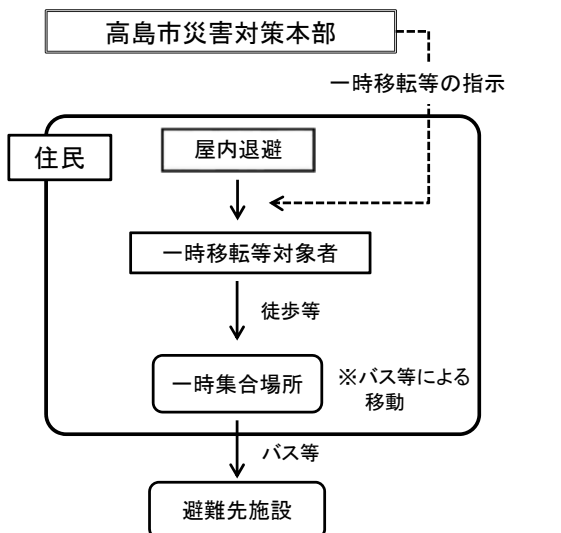 高島市災害対策本部
一時移転等の指示
住民
屋内退避
一時移転等対象者
徒歩等
一時集合場所
※バス等による
移動
バス等
避難先施設